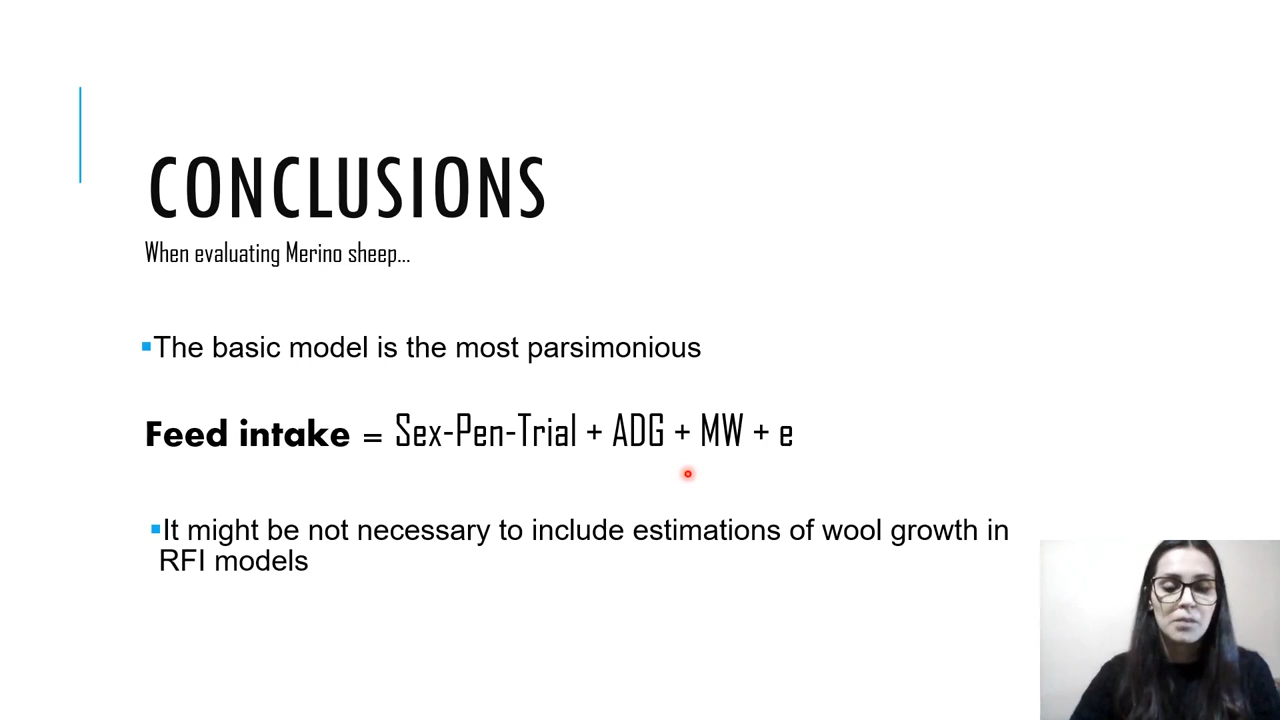 CONCLUSIONS
When evaluating Merino sheep...
▪The basic model is the most parsimonious
Feed intake = Sex-Pen-Trial + ADG + MW + e
▪It might be not necessary to include estimations of wool growth in
RFI models